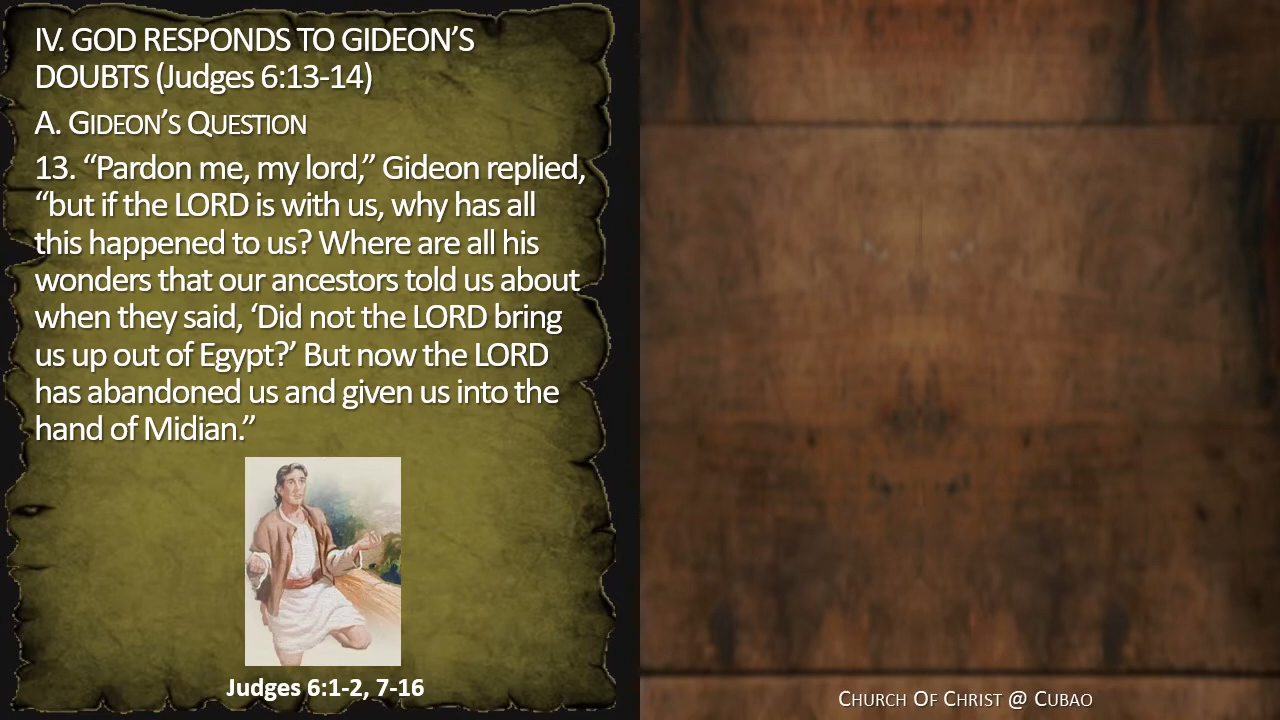 IV. GOD RESPONDS TO GIDEON’S
DOUBTS (Judges 6:13-14)
A. GIDEON’S QUESTION
13. “Pardon me, my lord,” Gideon replied,
“but if the LORD is with us, why has all
this happened to us? Where are all his
wonders that our ancestors told us about
when they said, ‘Did not the LORD bring
us up out of Egypt?’ But now the LORD
has abandoned us and given us into the
hand of Midian.”
Judges 6:1-2, 7-16
CHURCH OF CHRIST @ CUBAO